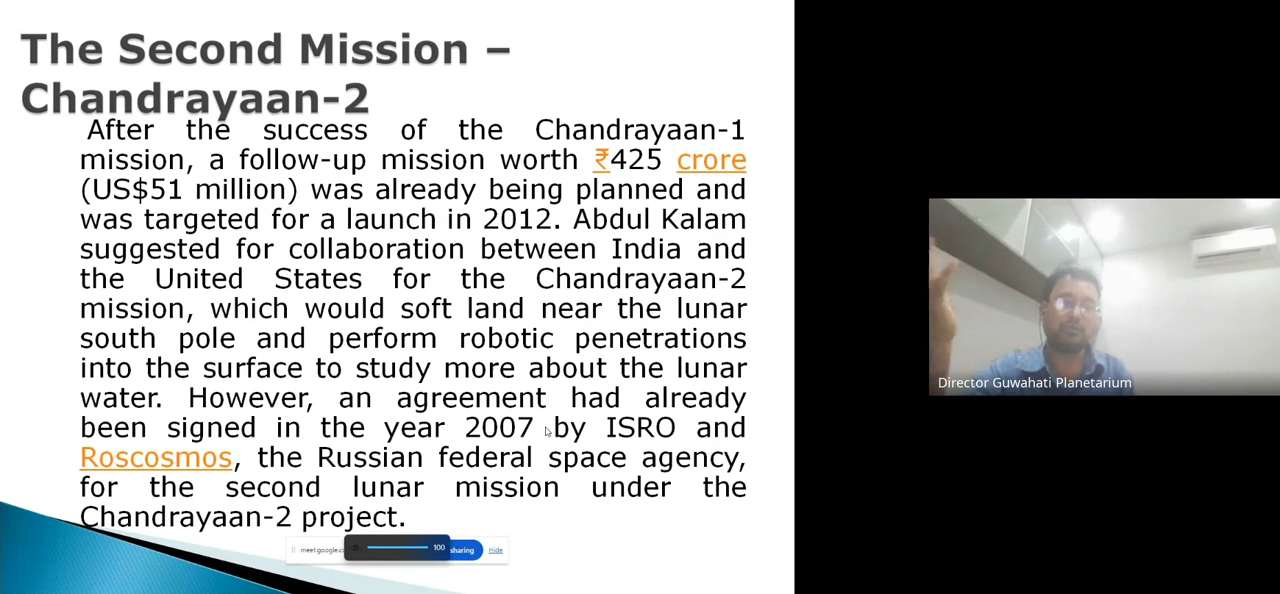 The Second Mission –
Chandrayaan-2
After the success of the Chandrayaan-1
mission, a follow-up mission worth ₹425 crore
(US$51 million) was already being planned and
was targeted for a launch in 2012. Abdul Kalam
suggested for collaboration between India and
the United States for the Chandrayaan-2
mission, which would soft land near the lunar
south pole and perform robotic penetrations
into the surface to study more about the lunar
water. However, an agreement had already
been signed in the year 2007 by ISRO and
Roscosmos, the Russian federal space agency,
for the second lunar mission under the
Chandrayaan-2 project.
meet.google.co
100
sharing
Hide
Director Guwahati Planetarium